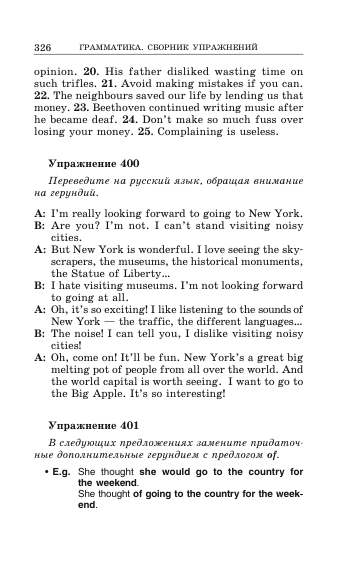 326 ГРАММАТИКА. СБОРНИК УПРАЖНЕНИЙ
opinion. 20. His father disliked wasting time on
such trifles. 21. Avoid making mistakes if you can.
22. The neighbours saved our life by lending us that
money. 23. Beethoven continued writing music after
he became deaf. 24. Don't make so much fuss over
losing your money. 25. Complaining is useless.
Упражнение 400
Переведите на русский язык, обращая внимание
на герундий.
A: I'm really looking forward to going to New York.
B: Are you? I'm not. I can't stand visiting noisy
cities.
A: But New York is wonderful. I love seeing the sky-
scrapers, the museums, the historical monuments,
the Statue of Liberty...
B: I hate visiting museums. I'm not looking forward
to going at all.
A: Oh, it's so exciting! I like listening to the sounds of
New York — the traffic, the different languages...
B: The noise! I can tell you, I dislike visiting noisy
cities!
A: Oh, come on! It'll be fun. New York's a great big
melting pot of people from all over the world. And
the world capital is worth seeing. I want to go to
the Big Apple. It's so interesting!
Упражнение 401
В следующих предложениях замените придаточ-
ные дополнительные герундием с предлогом of.
• E.g. She thought she would go to the country for
the weekend.
She thought of going to the country for the week-
end.